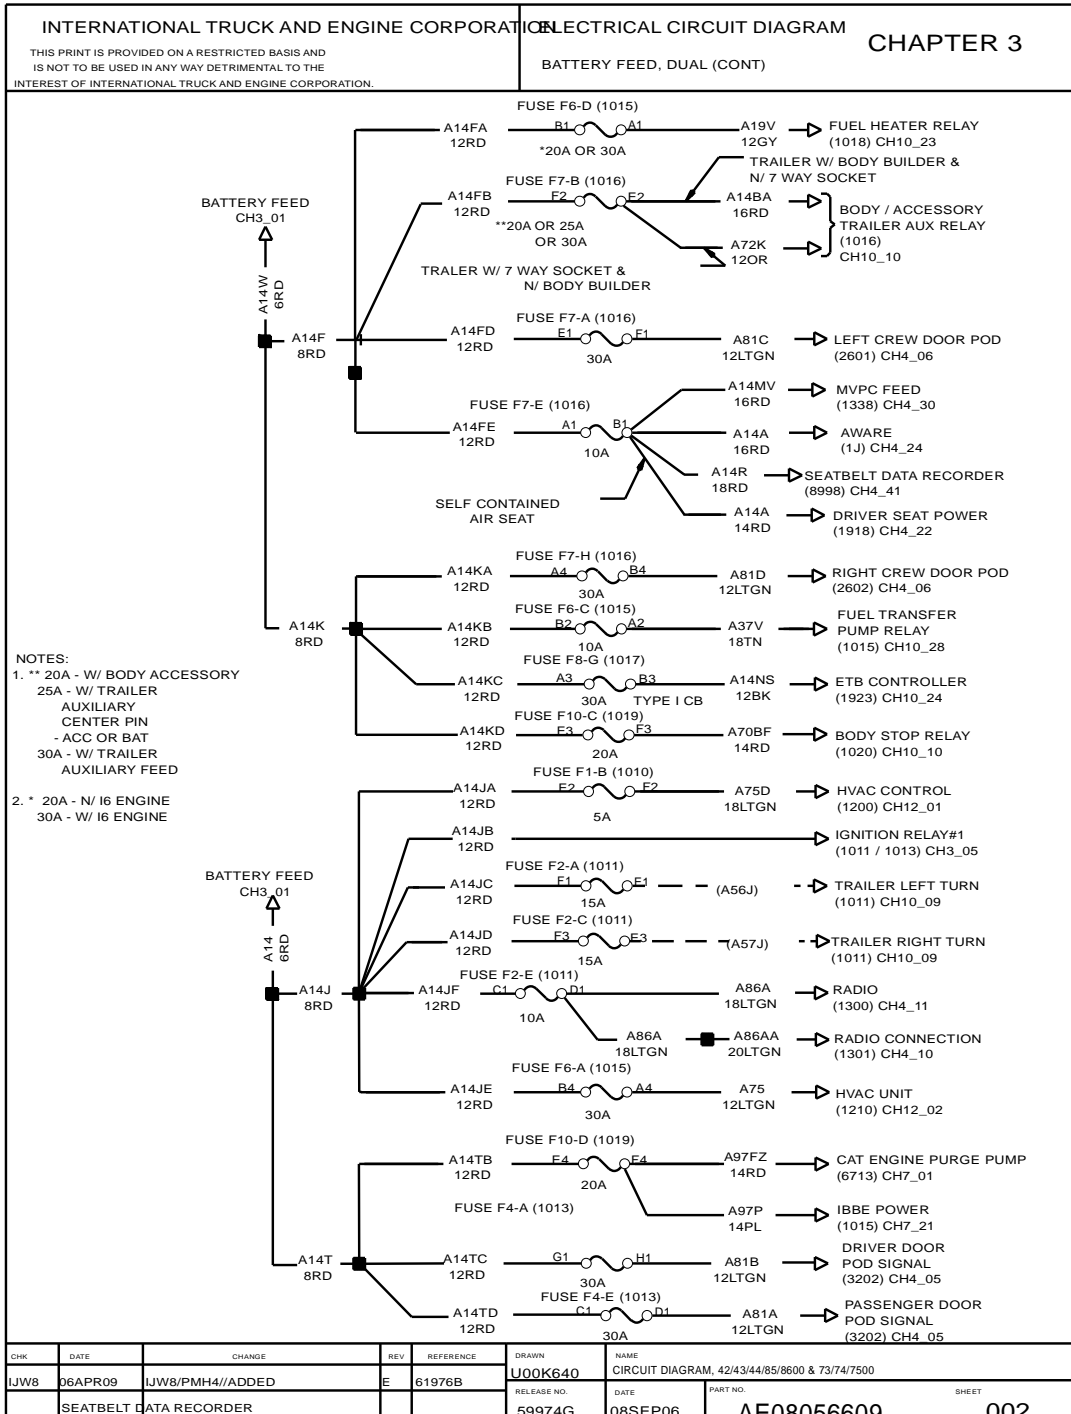 INTERNATIONAL TRUCK AND ENGINE CORPORATION
THIS PRINT IS PROVIDED ON A RESTRICTED BASIS AND
IS NOT TO BE USED IN ANY WAY DETRIMENTAL TO THE
INTEREST OF INTERNATIONAL TRUCK AND ENGINE CORPORATION.
ELECTRICAL CIRCUIT DIAGRAM
BATTERY FEED, DUAL (CONT)
CHAPTER 3
FUSE F6-D (1015)
A14FA B1 A1 A19V FUEL HEATER RELAY
12RD 12GY (1018) CH10_23
*20A OR 30A
TRAILER W/ BODY BUILDER &
N/ 7 WAY SOCKET
FUSE F7-B (1016)
A14FB F2 E2 A14BA
12RD 16RD
BATTERY FEED
CH3_01
**20A OR 25A
OR 30A
BODY / ACCESSORY
TRAILER AUX RELAY
(1016)
CH10_10
A72K
12OR
TRALER W/ 7 WAY SOCKET &
N/ BODY BUILDER
A14W
6RD
FUSE F7-A (1016)
A14F A14FD E1 F1 A81C LEFT CREW DOOR POD
8RD 12RD 30A 12LTGN (2601) CH4_06
A14MV MVPC FEED
16RD (1338) CH4_30
FUSE F7-E (1016)
A14FE A1 B1 A14A AWARE
12RD 10A 16RD (1J) CH4_24
A14R SEATBELT DATA RECORDER
18RD (8998) CH4_41
SELF CONTAINED
AIR SEAT
A14A DRIVER SEAT POWER
14RD (1918) CH4_22
FUSE F7-H (1016)
A14KA A4 B4 A81D RIGHT CREW DOOR POD
12RD 30A 12LTGN (2602) CH4_06
FUSE F6-C (1015)
A14K A14KB B2 A2 A37V FUEL TRANSFER
8RD 12RD 10A 18TN PUMP RELAY
(1015) CH10_28
FUSE F8-G (1017)
A14KC A3 B3 A14NS ETB CONTROLLER
12RD 30A TYPE I CB 12BK (1923) CH10_24
FUSE F10-C (1019)
A14KD E3 F3 A70BF BODY STOP RELAY
12RD 20A 14RD (1020) CH10_10
NOTES:
1. ** 20A - W/ BODY ACCESSORY
25A - W/ TRAILER
AUXILIARY
CENTER PIN
- ACC OR BAT
30A - W/ TRAILER
AUXILIARY FEED
2. * 20A - N/ I6 ENGINE
30A - W/ I6 ENGINE
FUSE F1-B (1010)
A14JA E2 F2 A75D HVAC CONTROL
12RD 5A 18LTGN (1200) CH12_01
A14JB IGNITION RELAY#1
12RD (1011 / 1013) CH3_05
BATTERY FEED
CH3_01
FUSE F2-A (1011)
A14JC F1 E1 (A56J) TRAILER LEFT TURN
12RD 15A (1011) CH10_09
FUSE F2-C (1011)
A14JD F3 E3 (A57J) TRAILER RIGHT TURN
12RD 15A (1011) CH10_09
A14
6RD
FUSE F2-E (1011)
A14J A14JF C1 D1 A86A RADIO
8RD 12RD 10A 18LTGN (1300) CH4_11
A86A A86AA RADIO CONNECTION
18LTGN 20LTGN (1301) CH4_10
FUSE F6-A (1015)
A14JE B4 A4 A75 HVAC UNIT
12RD 30A 12LTGN (1210) CH12_02
FUSE F10-D (1019)
A14TB E4 F4 A97FZ CAT ENGINE PURGE PUMP
12RD 20A 14RD (6713) CH7_01
FUSE F4-A (1013)
A97P IBBE POWER
14PL (1015) CH7_21
A14T A14TC G1 H1 A81B DRIVER DOOR
8RD 12RD 30A 12LTGN POD SIGNAL
(3202) CH4_05
FUSE F4-E (1013)
A14TD C1 D1 A81A PASSENGER DOOR
12RD 30A 12LTGN POD SIGNAL
(3202) CH4_05
CHK DATE CHANGE REV REFERENCE DRAWN NAME
IJW8 06APR09 IJW8/PMH4//ADDED E 61976B U00K640 CIRCUIT DIAGRAM, 42/43/44/85/8600 & 73/74/7500
SEATBELT DATA RECORDER
RELEASE NO. DATE PART NO. SHEET
59974G 08SEP06 AE08056609 002